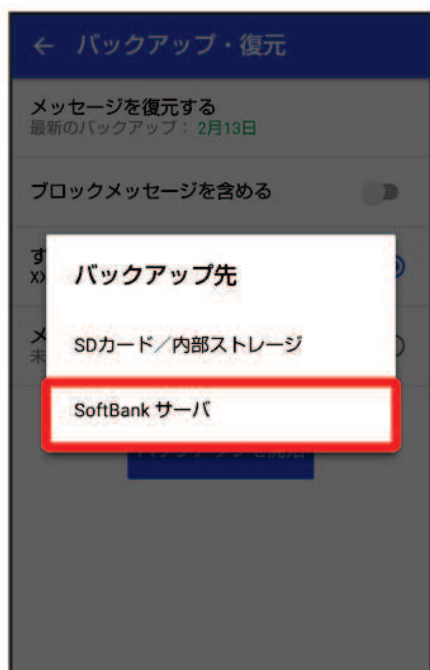 ← バックアップ・復元
メッセージを復元する
最新のバックアップ： 2月13日
ブロックメッセージを含める
す
バックアップ先
メ
未
SDカード／内部ストレージ
SoftBank サーバ